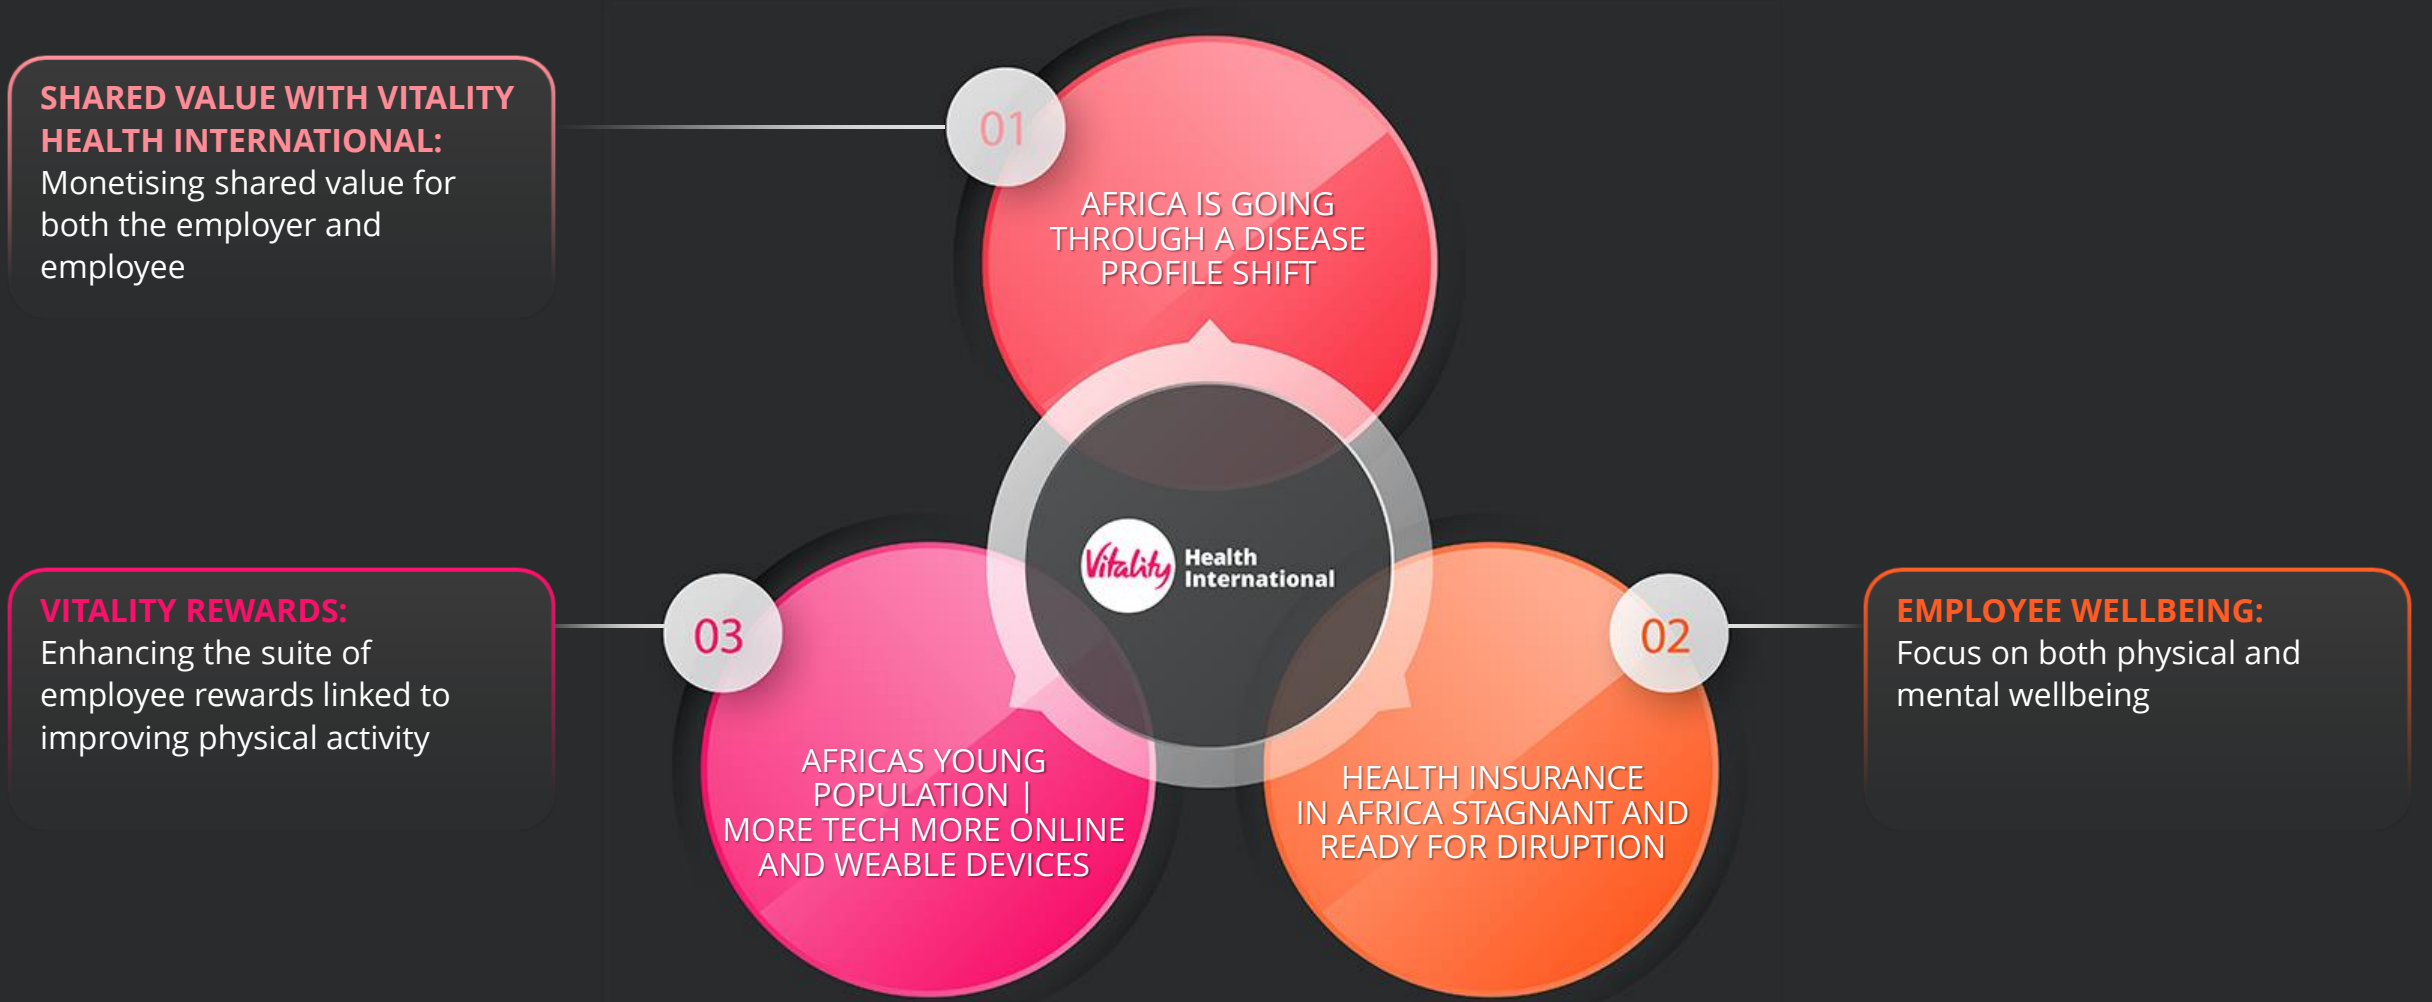 SHARED VALUE WITH VITALITY
HEALTH INTERNATIONAL:
Monetising shared value for
both the employer and
employee
01
AFRICA IS GOING
THROUGH A DISEASE
PROFILE SHIFT
Vitality
Health
International
02
HEALTH INSURANCE
IN AFRICA STAGNANT AND
READY FOR DIRUPTION
EMPLOYEE WELLBEING:
Focus on both physical and
mental wellbeing
03
AFRICAS YOUNG
POPULATION |
MORE TECH MORE ONLINE
AND WEABLE DEVICES
VITALITY REWARDS:
Enhancing the suite of
employee rewards linked to
improving physical activity